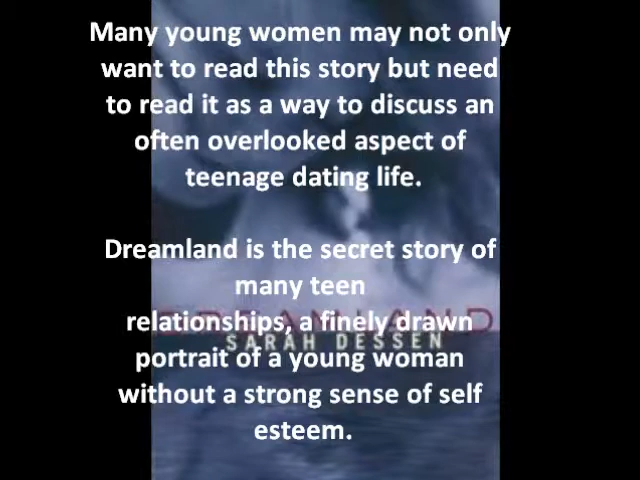 Many young women may not only
want to read this story but need
to read it as a way to discuss an
often overlooked aspect of
teenage dating life.
Dreamland is the secret story of
many teen
relationships, a finely drawn
DREAMLAND
SARAH DESSEN
portrait of a young woman
without a strong sense of self
esteem.